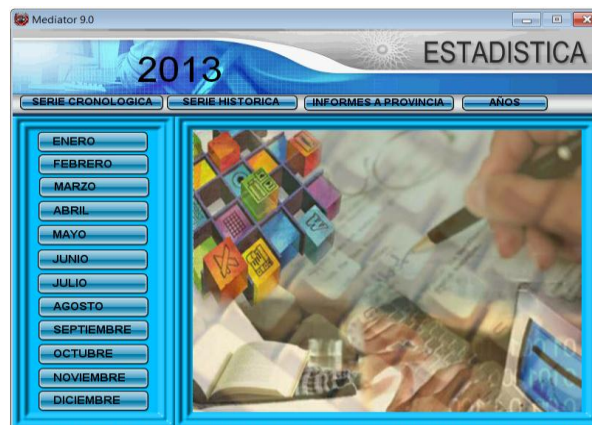 Mediator 9.0
ESTADISTICA
2013
SERIE CRONOLOGICA SERIE HISTORICA INFORMES A PROVINCIA AÑOS
ENERO
FEBRERO
MARZO
ABRIL
MAYO
JUNIO
JULIO
AGOSTO
SEPTIEMBRE
OCTUBRE
NOVIEMBRE
DICIEMBRE